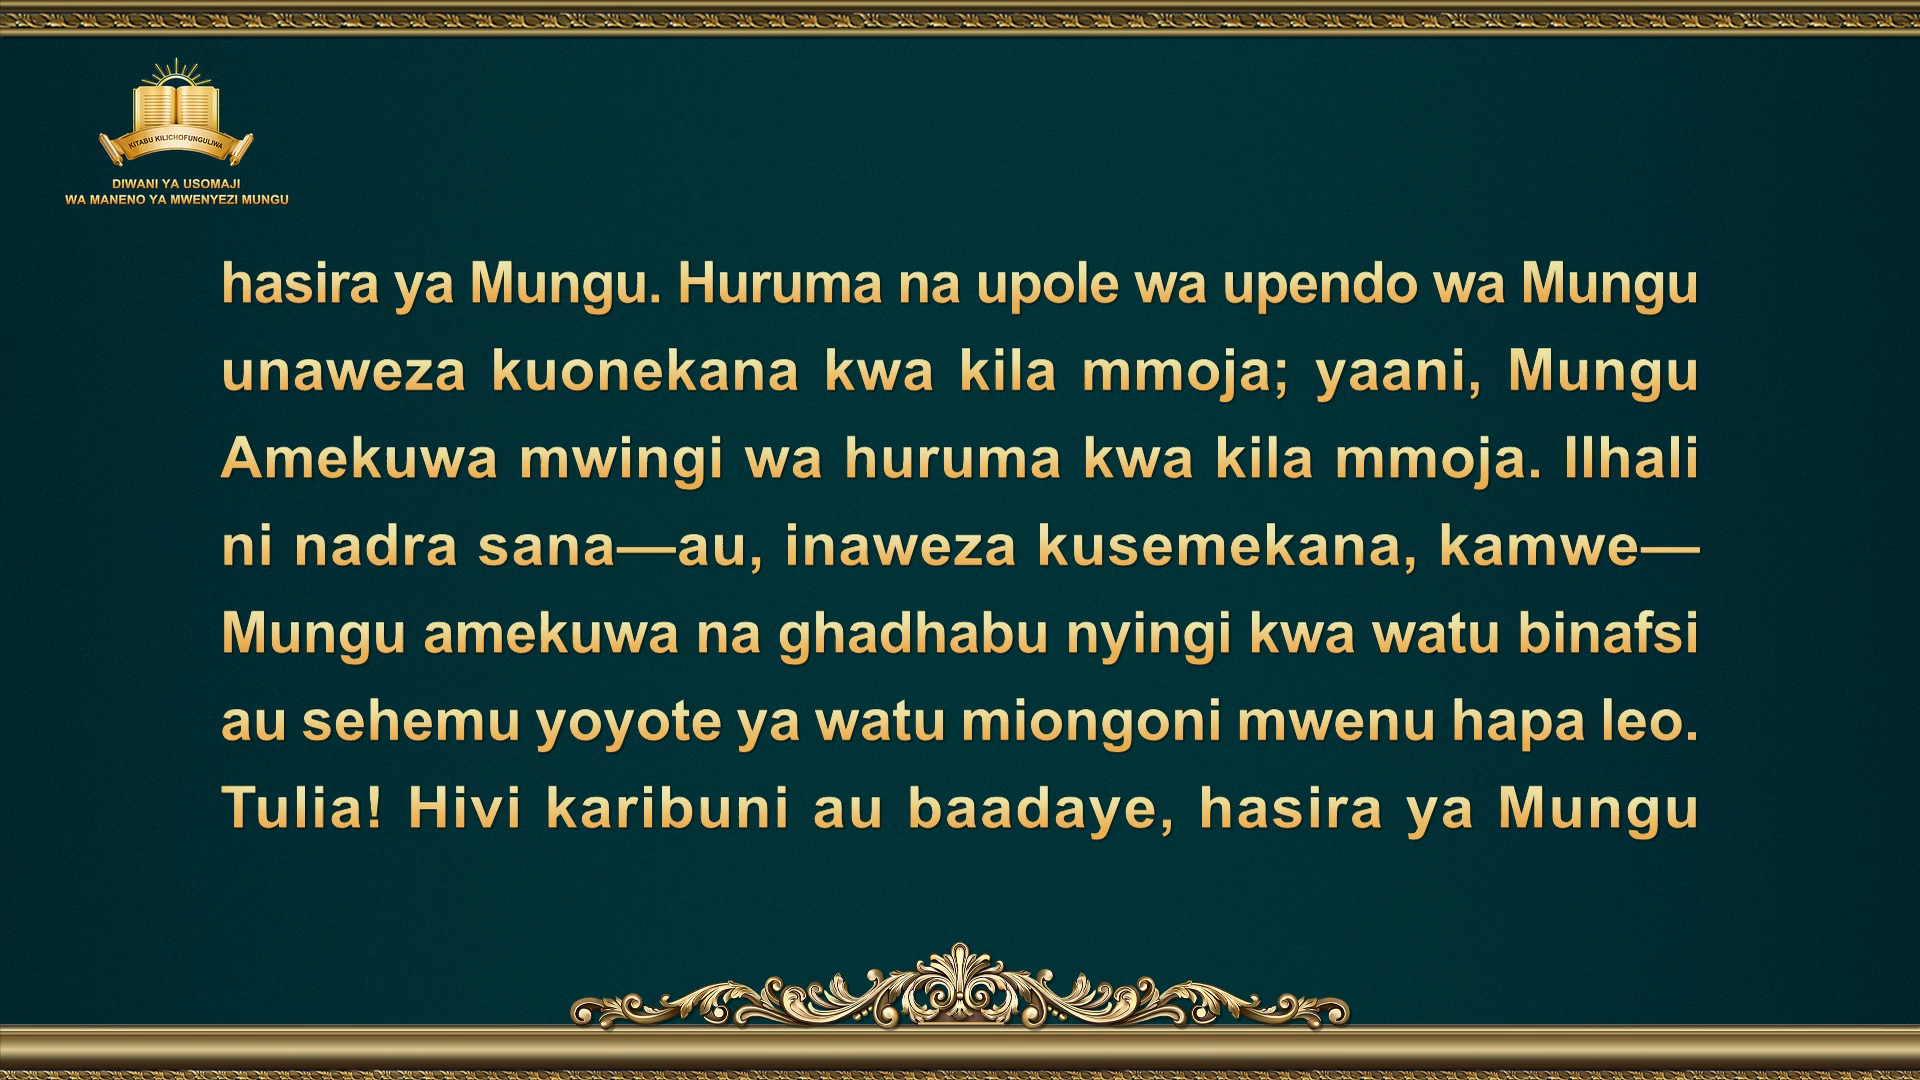 KITABU KILICHOFUNGULIWA
DIWANI YA USOMAJI
WA MANENO YA MWENYEZI MUNGU
hasira ya Mungu. Huruma na upole wa upendo wa Mungu
unaweza kuonekana kwa kila mmoja; yaani, Mungu
Amekuwa mwingi wa huruma kwa kila mmoja. Ilhali
ni nadra sana—au, inaweza kusemekana, kamwe—
Mungu amekuwa na ghadhabu nyingi kwa watu binafsi
au sehemu yoyote ya watu miongoni mwenu hapa leo.
Tulia! Hivi karibuni au baadaye, hasira ya Mungu